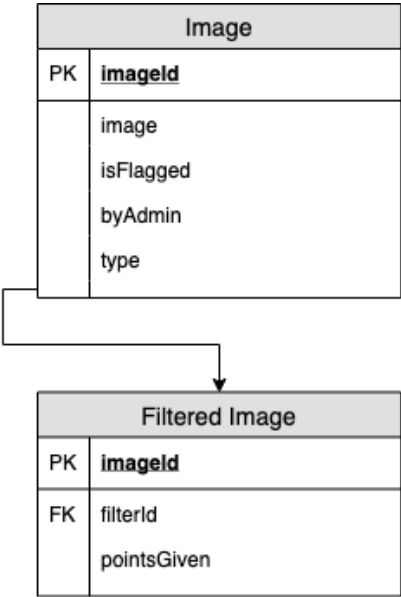 Image
PK imageId
image
isFlagged
byAdmin
type
Filtered Image
PK imageId
FK filterId
pointsGiven